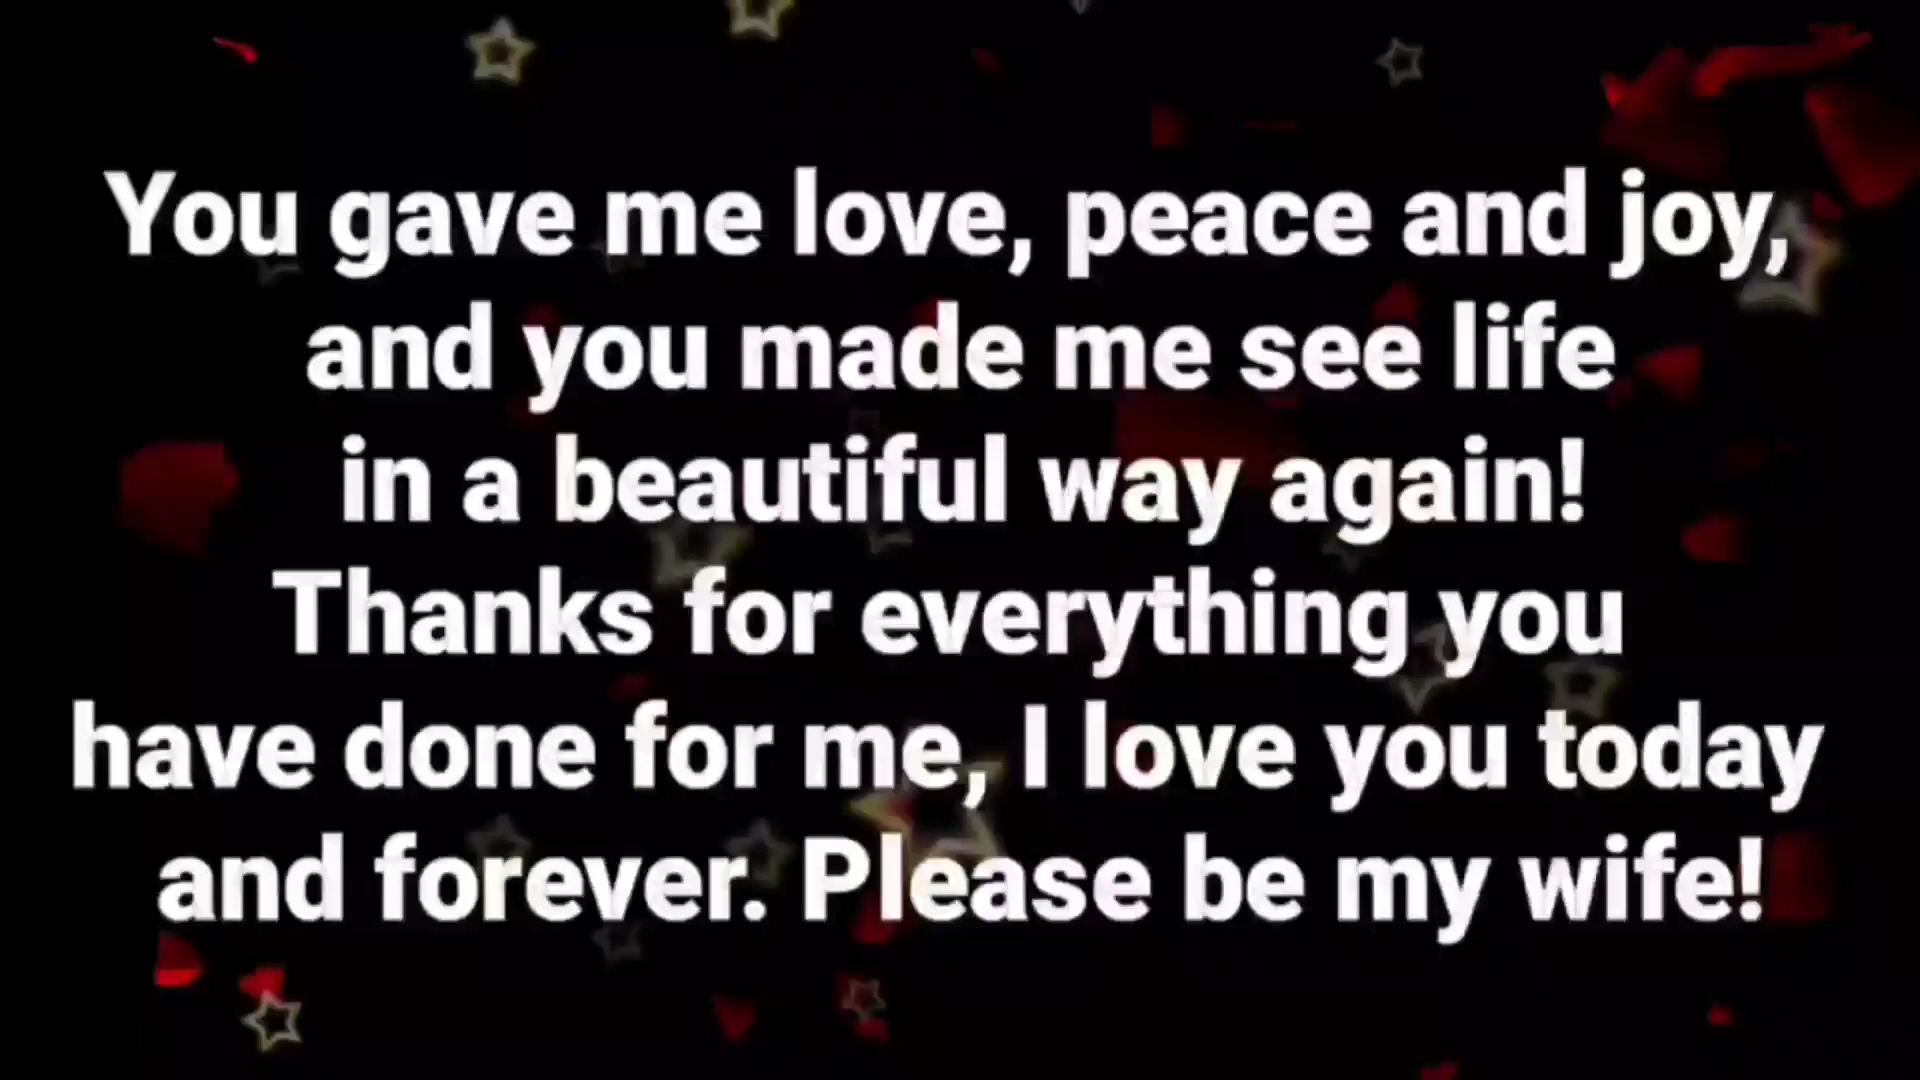 You gave me love, peace and joy,
and you made me see life
in a beautiful way again!
Thanks for everything you
have done for me, I love you today
and forever. Please be my wife!